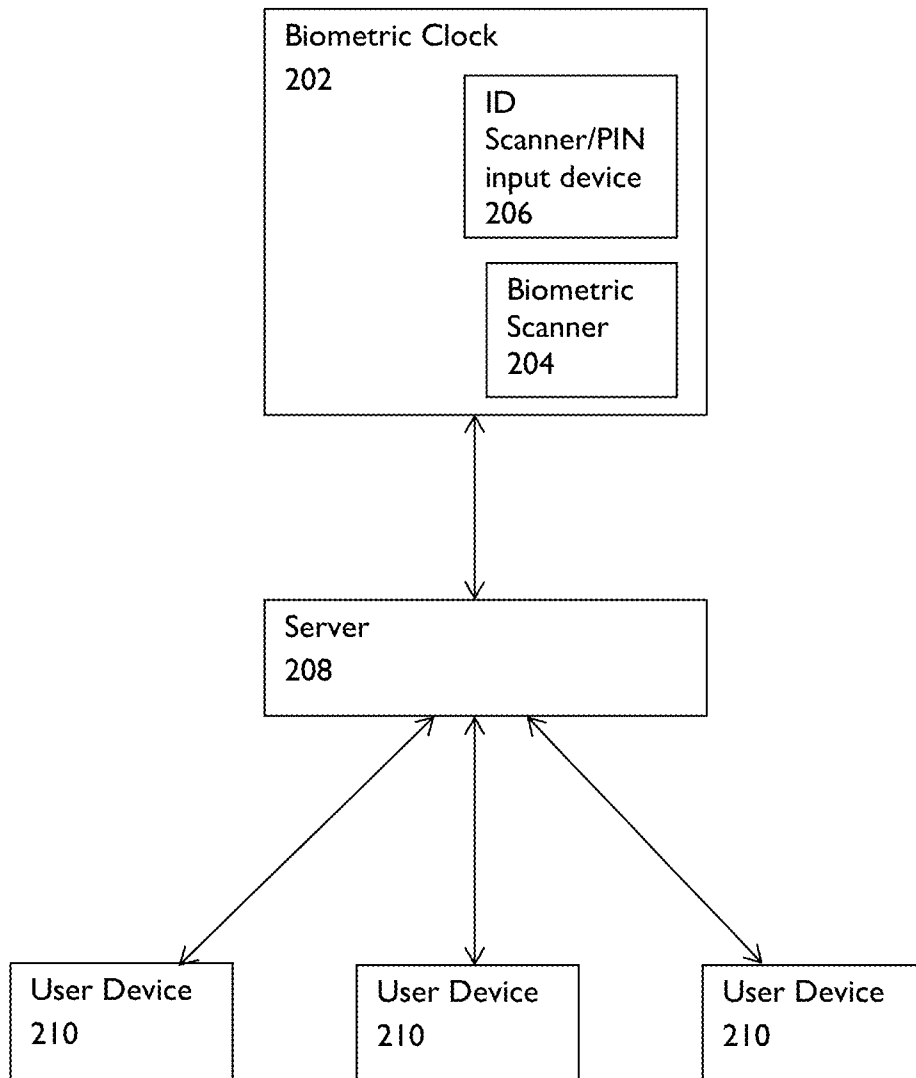 Biometric Clock
202
ID
Scanner/PIN
input device
206
Biometric
Scanner
204
Server
208
User Device
210
User Device
210
User Device
210